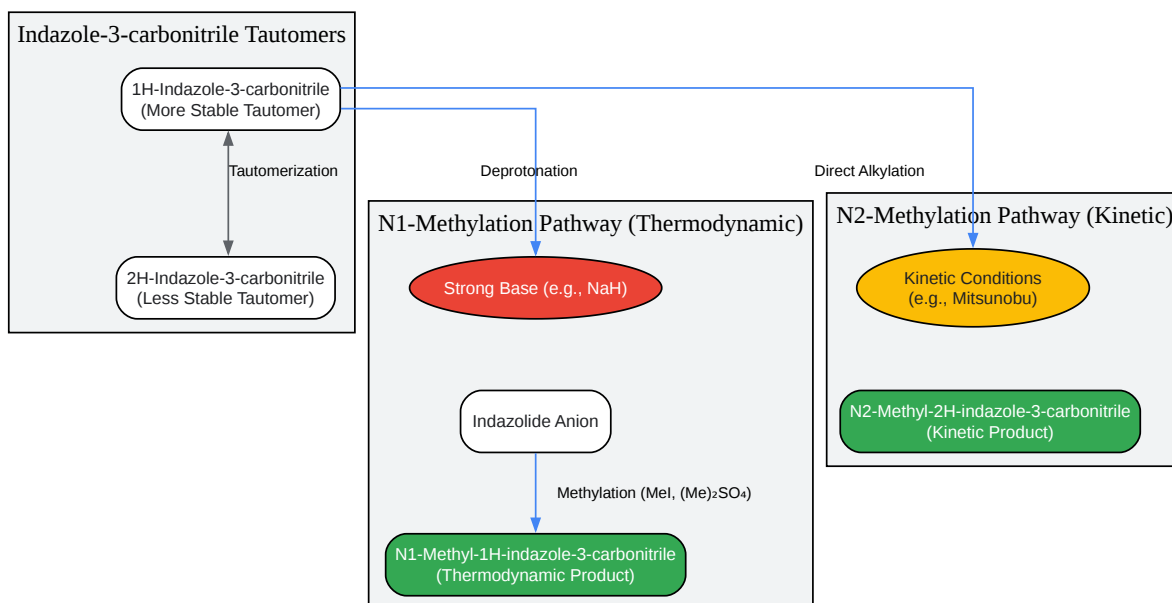 Indazole-3-carbonitrile Tautomers
1H-Indazole-3-carbonitrile
(More Stable Tautomer)
Tautomerization
2H-Indazole-3-carbonitrile
(Less Stable Tautomer)
Deprotonation
Direct Alkylation
N1-Methylation Pathway (Thermodynamic)
Strong Base (e.g., NaH)
Indazolide Anion
Methylation (MeI, (Me)₂SO₄)
N1-Methyl-1H-indazole-3-carbonitrile
(Thermodynamic Product)
N2-Methylation Pathway (Kinetic)
Kinetic Conditions
(e.g., Mitsunobu)
N2-Methyl-2H-indazole-3-carbonitrile
(Kinetic Product)